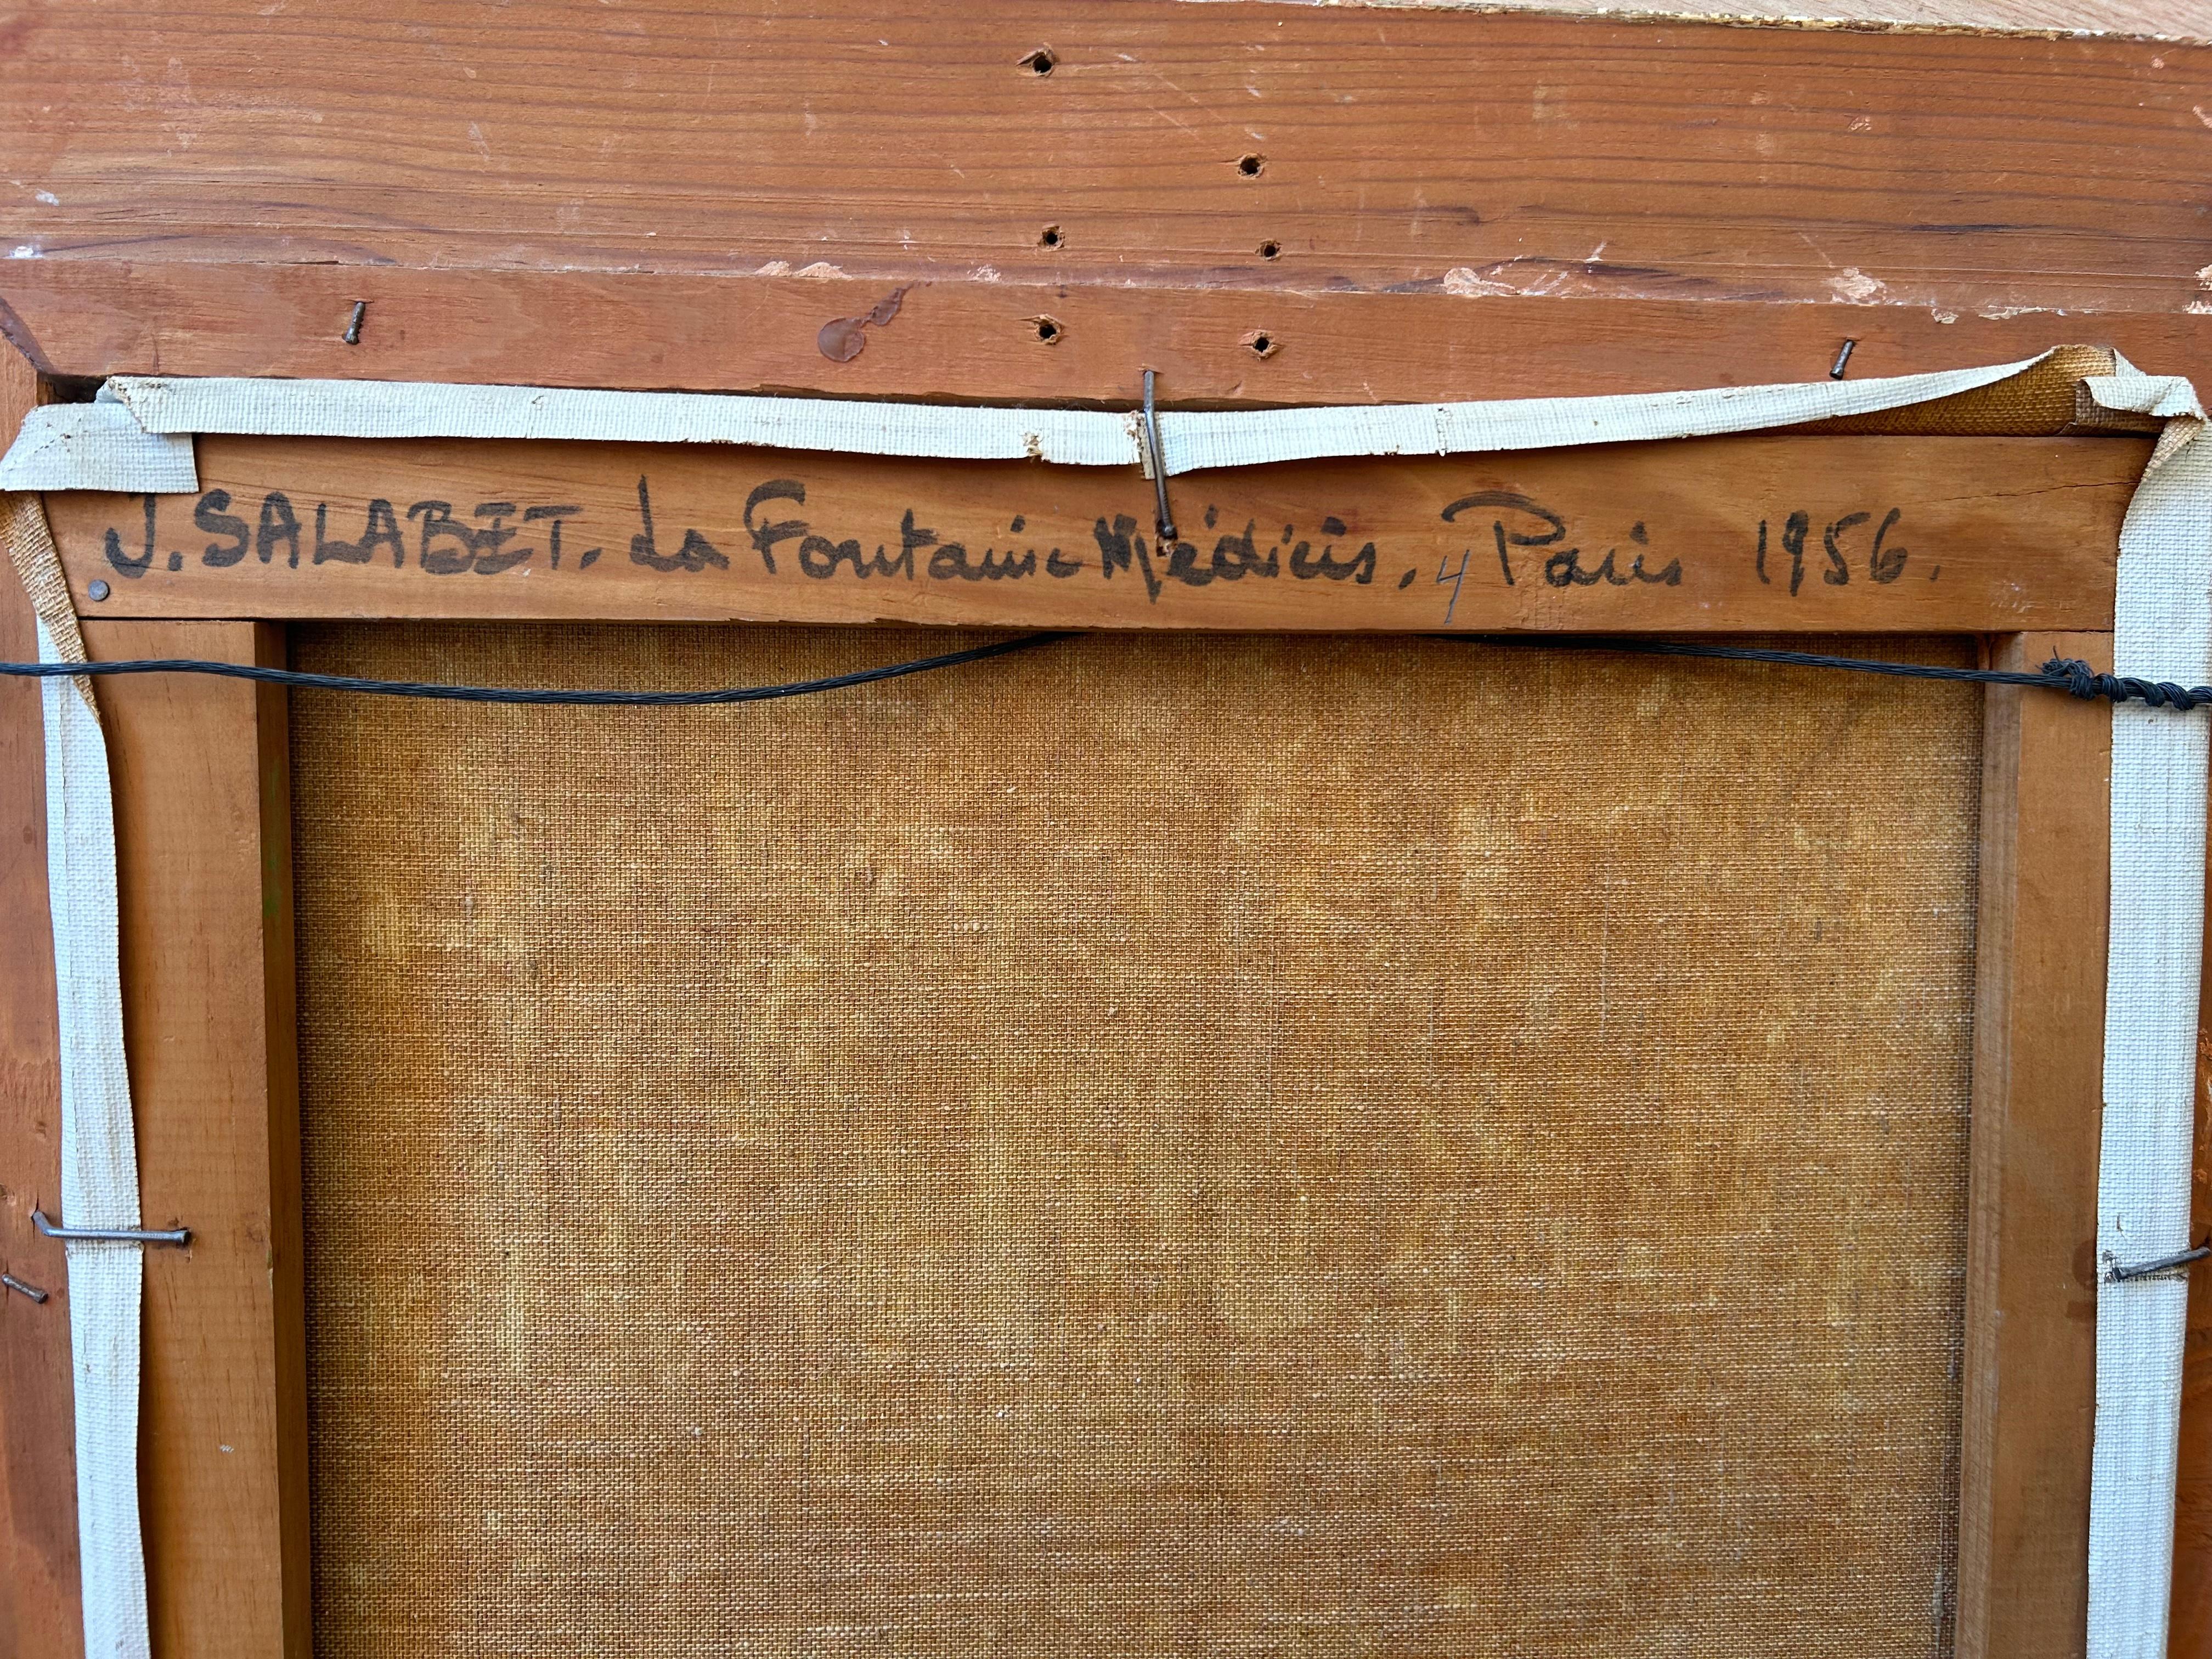 J. SALABET. La Fontaine Médicis. 4 Paris 1956.